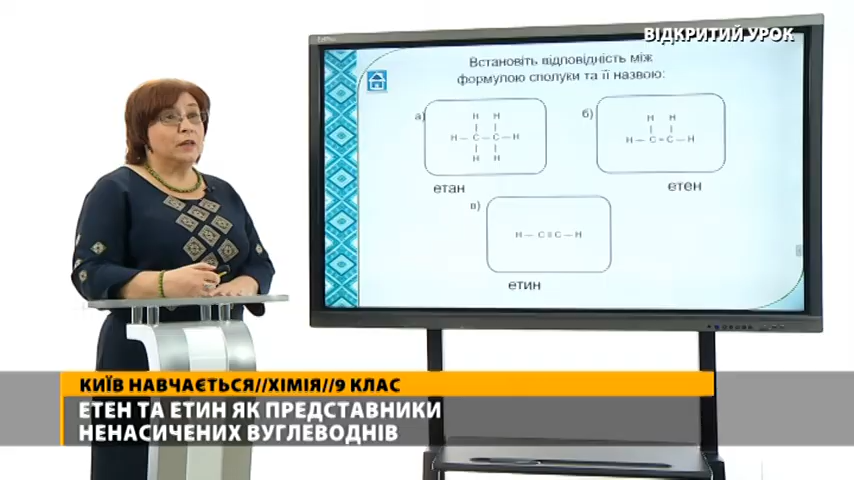 ВІДКРИТИЙ УРОК
Встановіть відповідність між
формулою сполуки та її назвою:
а)
H H
H – C – C – H
H H
етан
б)
H H
H – C = C – H
етен
в)
H – C ≡ C – H
етин
КИЇВ НАВЧАЄТЬСЯ//ХІМІЯ//9 КЛАС
ЕТЕН ТА ЕТИН ЯК ПРЕДСТАВНИКИ
НЕНАСИЧЕНИХ ВУГЛЕВОДНІВ